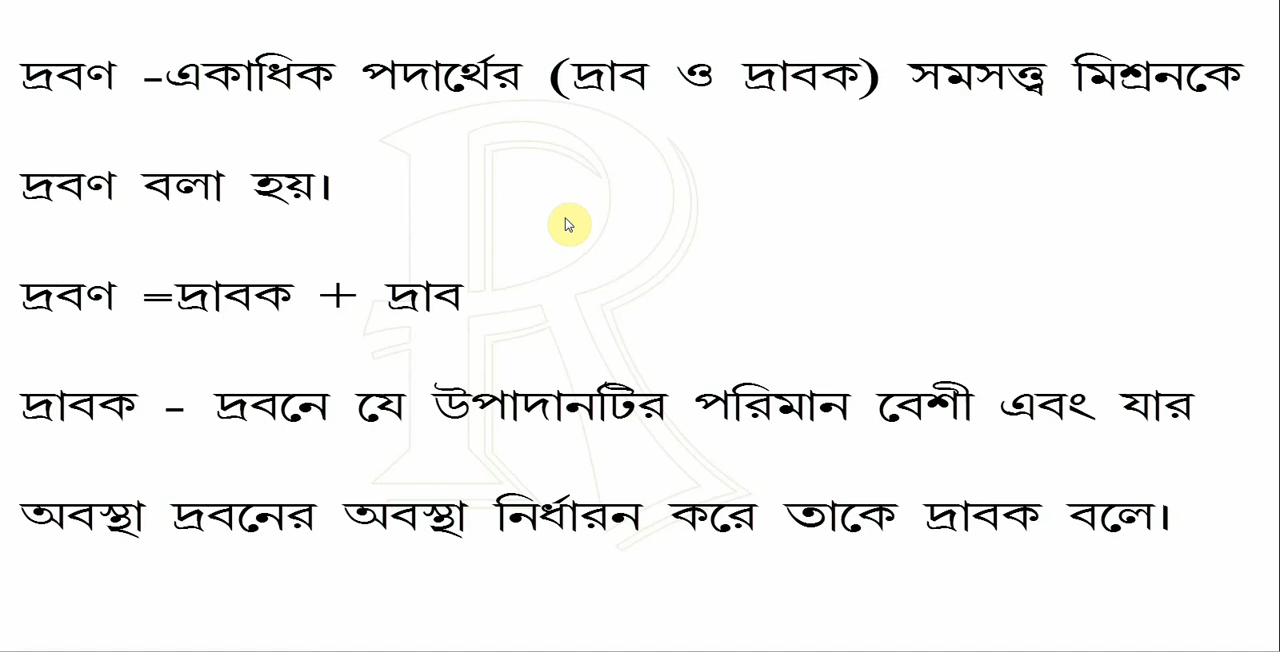 দ্রবণ -একাধিক পদার্থের (দ্রাব ও দ্রাবক) সমসত্ত্ব মিশ্রনকে
দ্রবণ বলা হয়।
দ্রবণ =দ্রাবক + দ্রাব
দ্রাবক - দ্রবনে যে উপাদানটির পরিমান বেশী এবং যার
অবস্থা দ্রবনের অবস্থা নির্ধারন করে তাকে দ্রাবক বলে।